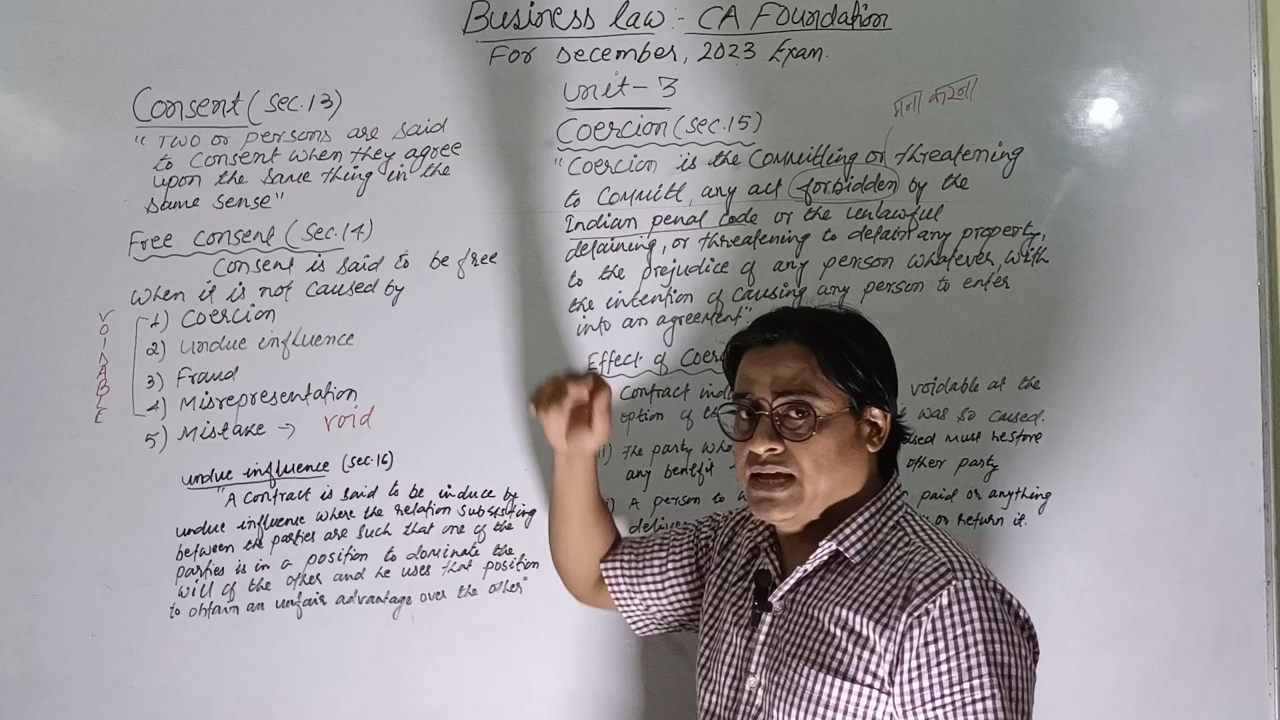 Business law:- CA Foundation
For December, 2023 Exam.
Unit-3
Consent (Sec.13)
"Two or persons are said
to consent when they agree
upon the same thing in the
same sense"
Free consent (Sec.14)
Consent is said to be free
when it is not caused by
1) Coercion
2) undue influence
3) Fraud
4) Misrepresentation
5) Mistake → void
VOIDABLE
undue influence (Sec.16)
"A contract is said to be induce by
undue influence where the relation subsisting
between the parties are such that one of the
parties is in a position to dominate the
will of the other and he uses that position
to obtain an unfair advantage over the other"
मना करना
Coercion (Sec.15)
"Coercion is the committing or threatening
to committ, any act forbidden by the
Indian penal code or the unlawful
detaining, or threatening to detain any property,
to the prejudice of any person whatever, with
the intention of causing any person to enter
into an agreement".
Effect of
Contract voidable at the
option of was so caused.
The party must restore
any benefit other party
A person to paid or anything
or return it.